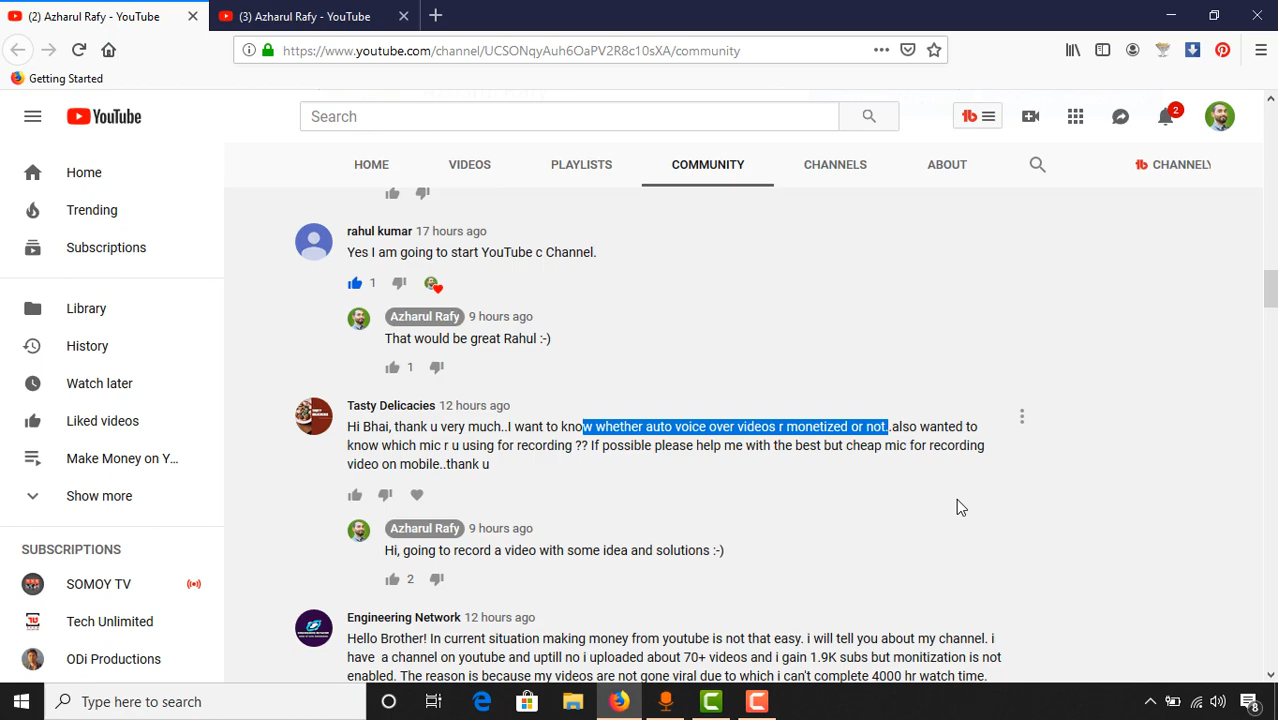 (2) Azharul Rafy - YouTube
(3) Azharul Rafy - YouTube
https://www.youtube.com/channel/UCSONqyAuh6OaPV2R8c10sXA/community
Getting Started
YouTube
Search
tb
2
HOME
VIDEOS
PLAYLISTS
COMMUNITY
CHANNELS
ABOUT
tb CHANNELY
Home
Trending
Subscriptions
Library
History
Watch later
Liked videos
Make Money on Y...
Show more
SUBSCRIPTIONS
SOMOY TV
Tech Unlimited
ODi Productions
rahul kumar 17 hours ago
Yes I am going to start YouTube c Channel.
1
Azharul Rafy 9 hours ago
That would be great Rahul :-)
1
Tasty Delicacies 12 hours ago
Hi Bhai, thank u very much..I want to know whether auto voice over videos r monetized or not..also wanted to
know which mic r u using for recording ?? If possible please help me with the best but cheap mic for recording
video on mobile..thank u
Azharul Rafy 9 hours ago
Hi, going to record a video with some idea and solutions :-)
2
Engineering Network 12 hours ago
Hello Brother! In current situation making money from youtube is not that easy. i will tell you about my channel. i
have a channel on youtube and uptill no i uploaded about 70+ videos and i gain 1.9K subs but monitization is not
enabled. The reason is because my videos are not gone viral due to which i can't complete 4000 hr watch time.
Type here to search
8